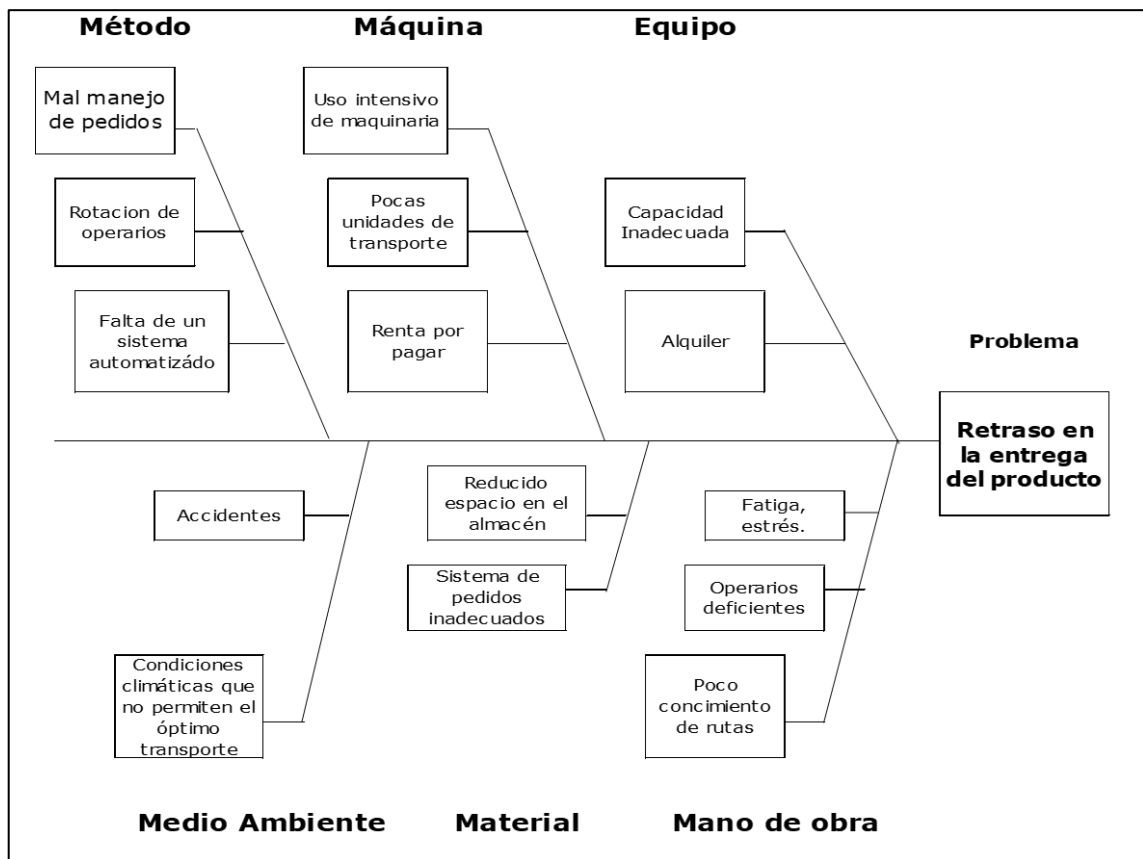 Método
Máquina
Equipo
Mal manejo
de pedidos
Rotacion de
operarios
Falta de un
sistema
automatizádo
Uso intensivo
de maquinaria
Pocas
unidades de
transporte
Renta por
pagar
Capacidad
Inadecuada
Alquiler
Problema
Retraso en
la entrega
del producto
Accidentes
Condiciones
climáticas que
no permiten el
óptimo
transporte
Reducido
espacio en el
almacén
Sistema de
pedidos
inadecuados
Fatiga,
estrés.
Operarios
deficientes
Poco
concimiento
de rutas
Medio Ambiente
Material
Mano de obra